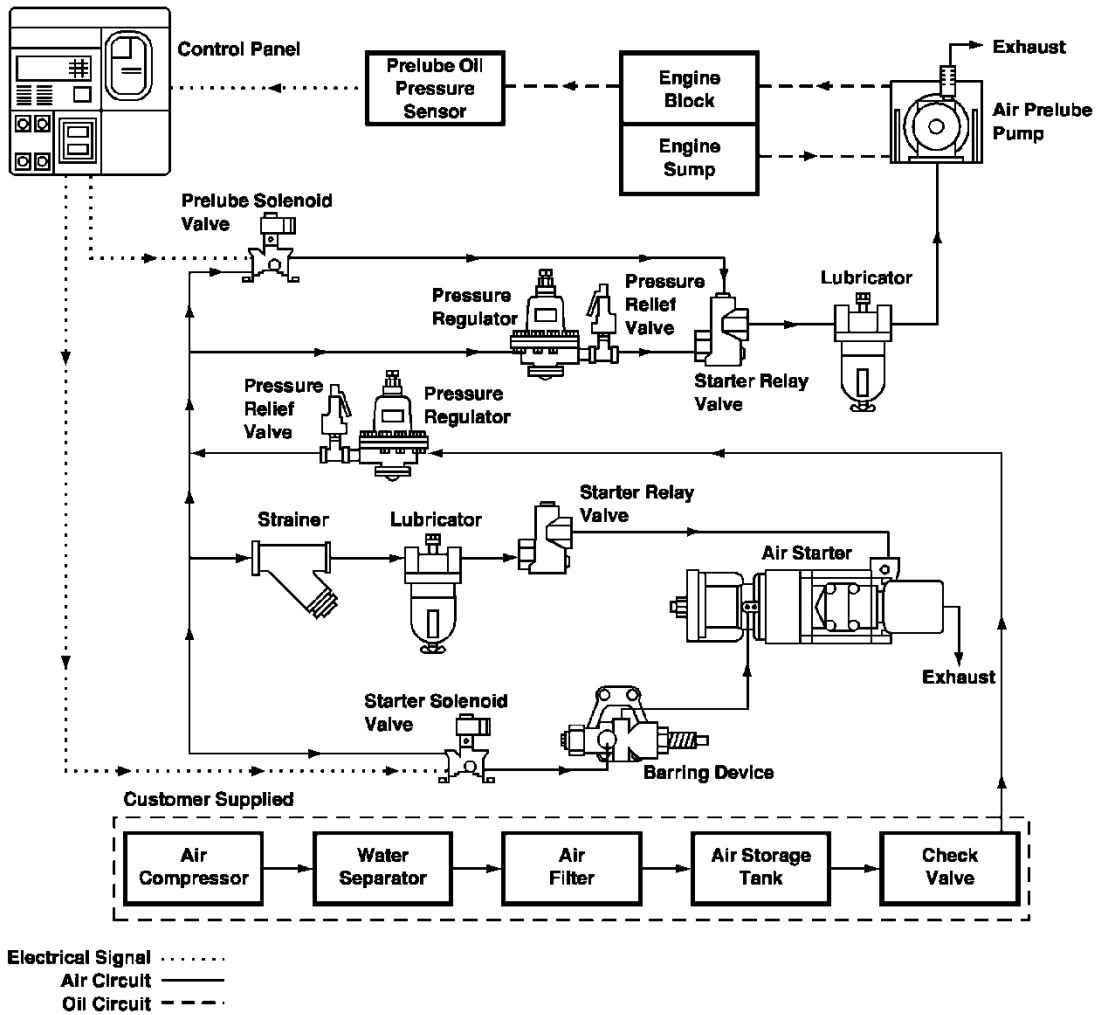 Control Panel
Prelube Oil
Pressure
Sensor
Engine
Block
Engine
Sump
Exhaust
Air Prelube
Pump
Prelube Solenoid
Valve
Pressure
Regulator
Pressure
Relief
Valve
Lubricator
Starter Relay
Valve
Pressure
Relief
Valve
Pressure
Regulator
Strainer
Lubricator
Starter Relay
Valve
Air Starter
Exhaust
Starter Solenoid
Valve
Barring Device
Customer Supplied
Air
Compressor
Water
Separator
Air
Filter
Air Storage
Tank
Check
Valve
Electrical Signal
Air Circuit
Oil Circuit